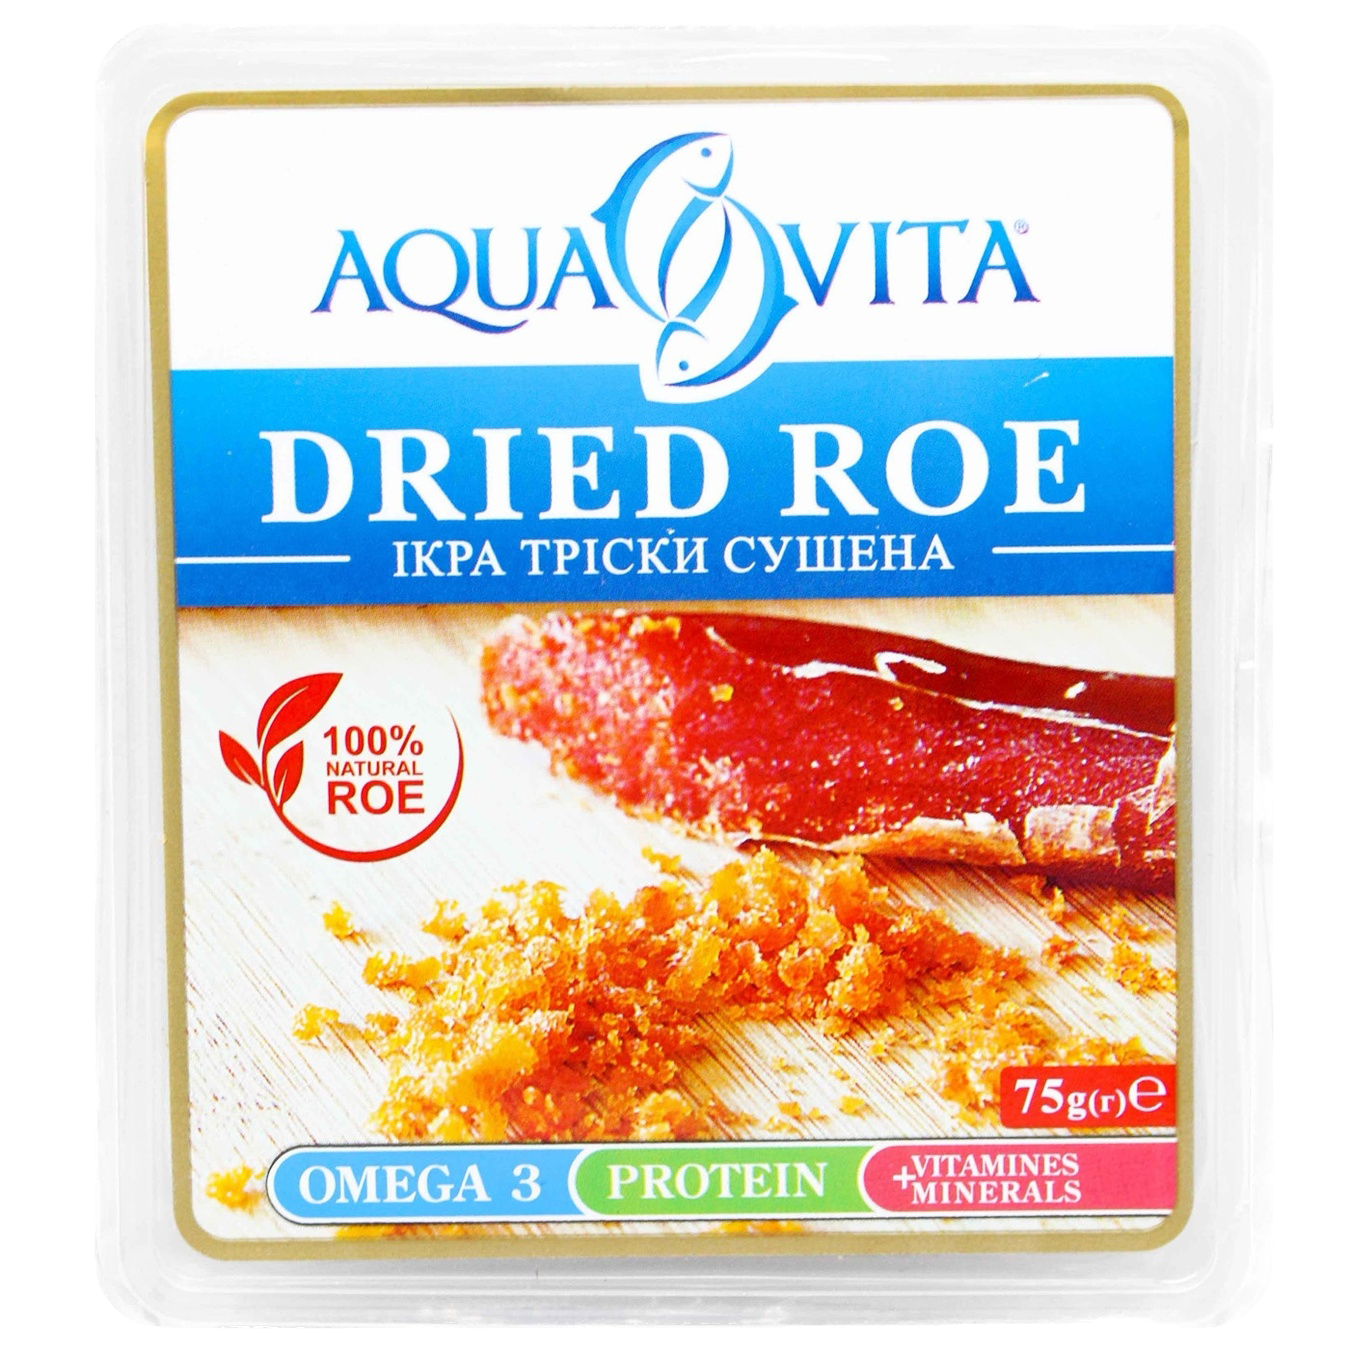 AQUA VITA®
DRIED ROE
ІКРА ТРІСКИ СУШЕНА
100%
NATURAL
ROE
75g(г)℮
OMEGA 3
PROTEIN
+VITAMINES
MINERALS